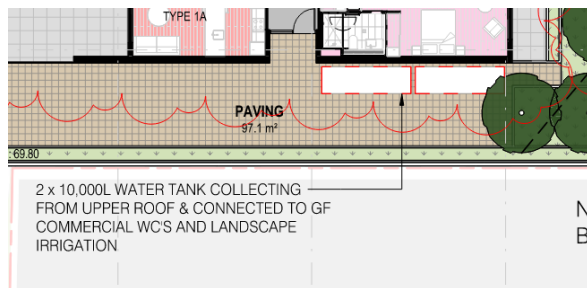 TYPE 1A
PAVING
97.1 m²
69.80
2 x 10,000L WATER TANK COLLECTING
FROM UPPER ROOF & CONNECTED TO GF
COMMERCIAL WC'S AND LANDSCAPE
IRRIGATION
N
B